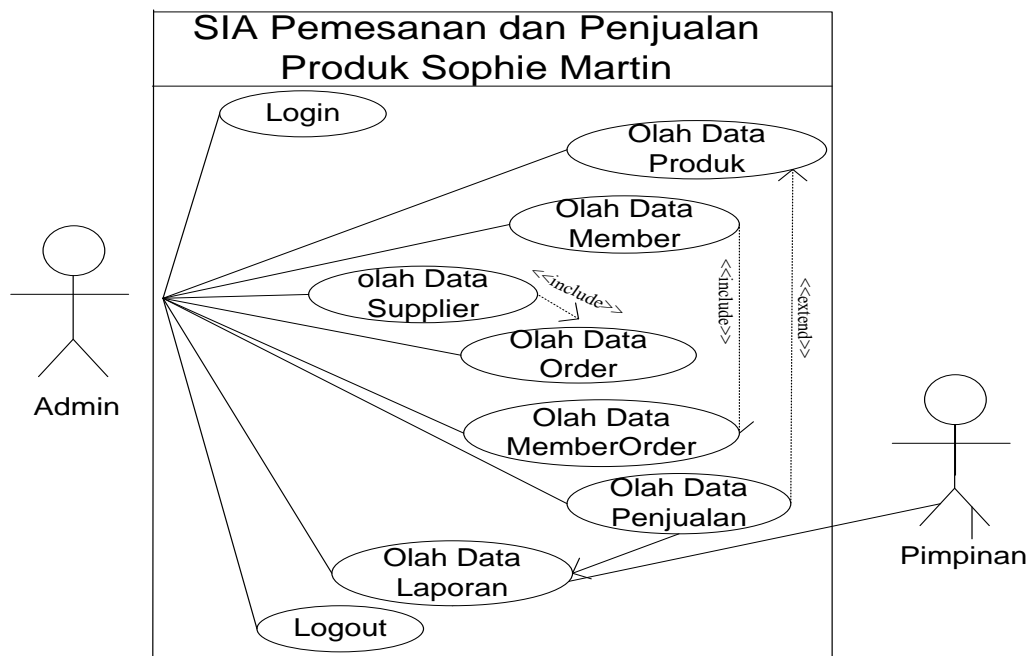 SIA Pemesanan dan Penjualan
Produk Sophie Martin
Login
Olah Data
Produk
Olah Data
Member
olah Data
Supplier
<<include>>
<<include>>
<<extend>>
Olah Data
Order
Admin
Olah Data
MemberOrder
Olah Data
Penjualan
Pimpinan
Olah Data
Laporan
Logout